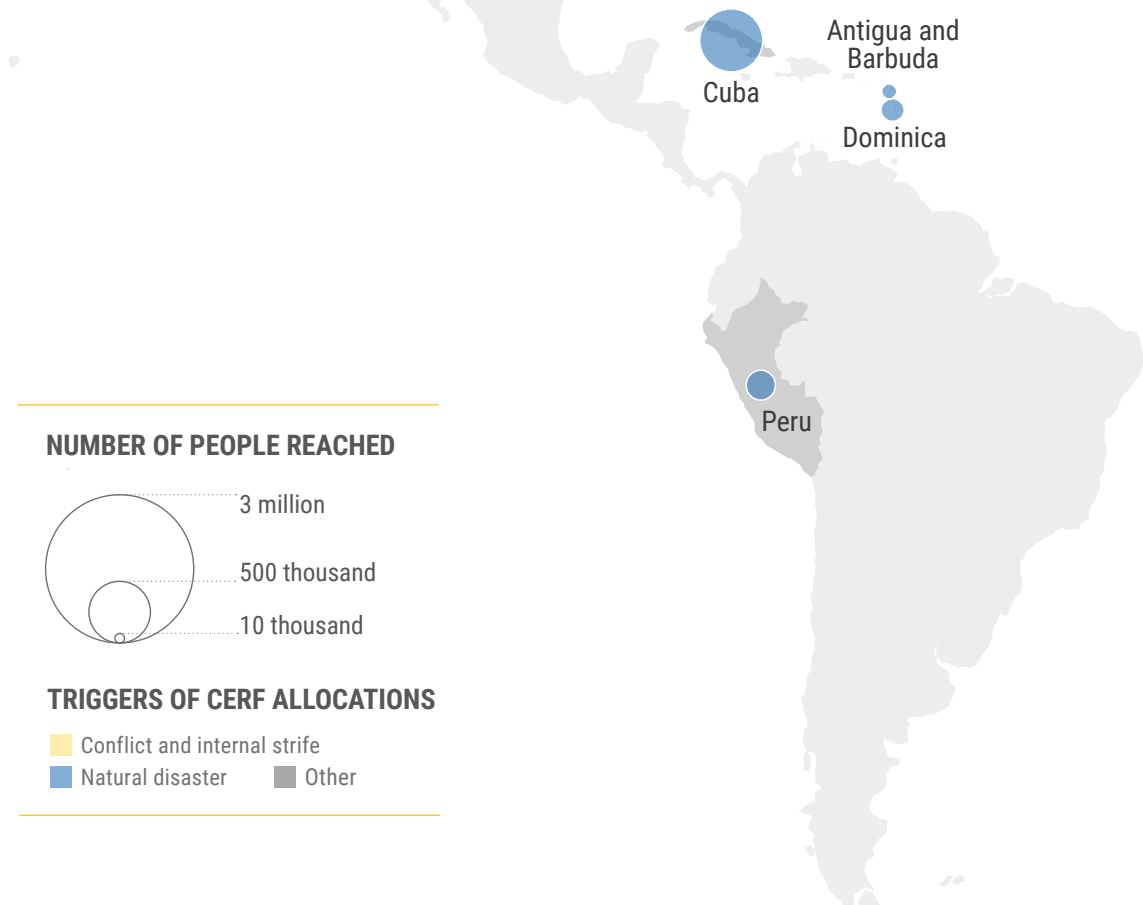 Antigua and
Barbuda
Cuba
Dominica
Peru
NUMBER OF PEOPLE REACHED
3 million
500 thousand
10 thousand
TRIGGERS OF CERF ALLOCATIONS
Conflict and internal strife
Natural disaster
Other